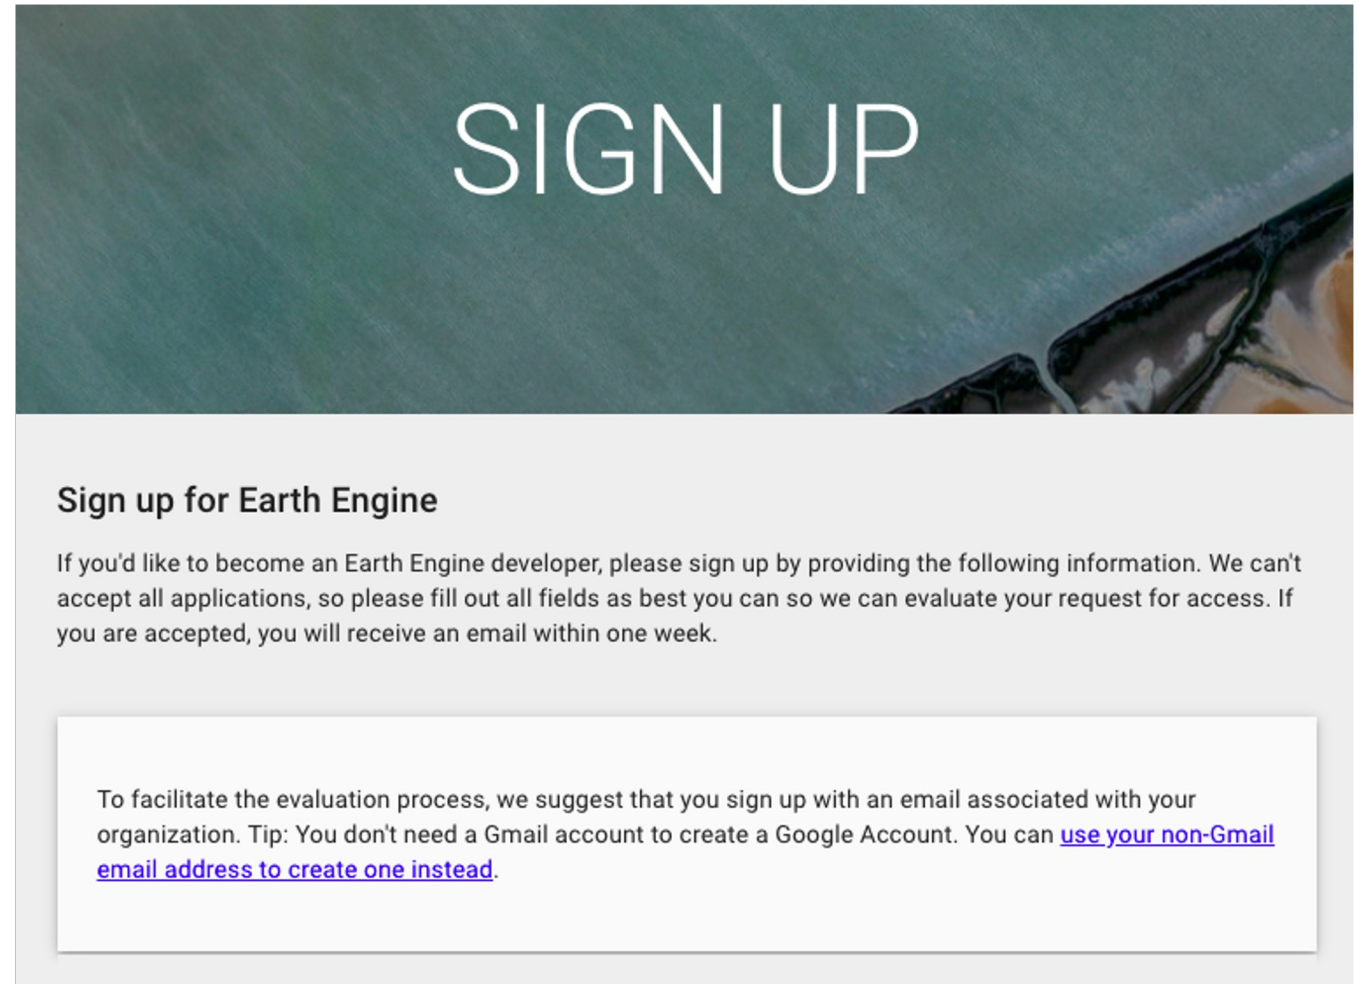 SIGN UP
Sign up for Earth Engine
If you'd like to become an Earth Engine developer, please sign up by providing the following information. We can't
accept all applications, so please fill out all fields as best you can so we can evaluate your request for access. If
you are accepted, you will receive an email within one week.
To facilitate the evaluation process, we suggest that you sign up with an email associated with your
organization. Tip: You don't need a Gmail account to create a Google Account. You can use your non-Gmail
email address to create one instead.